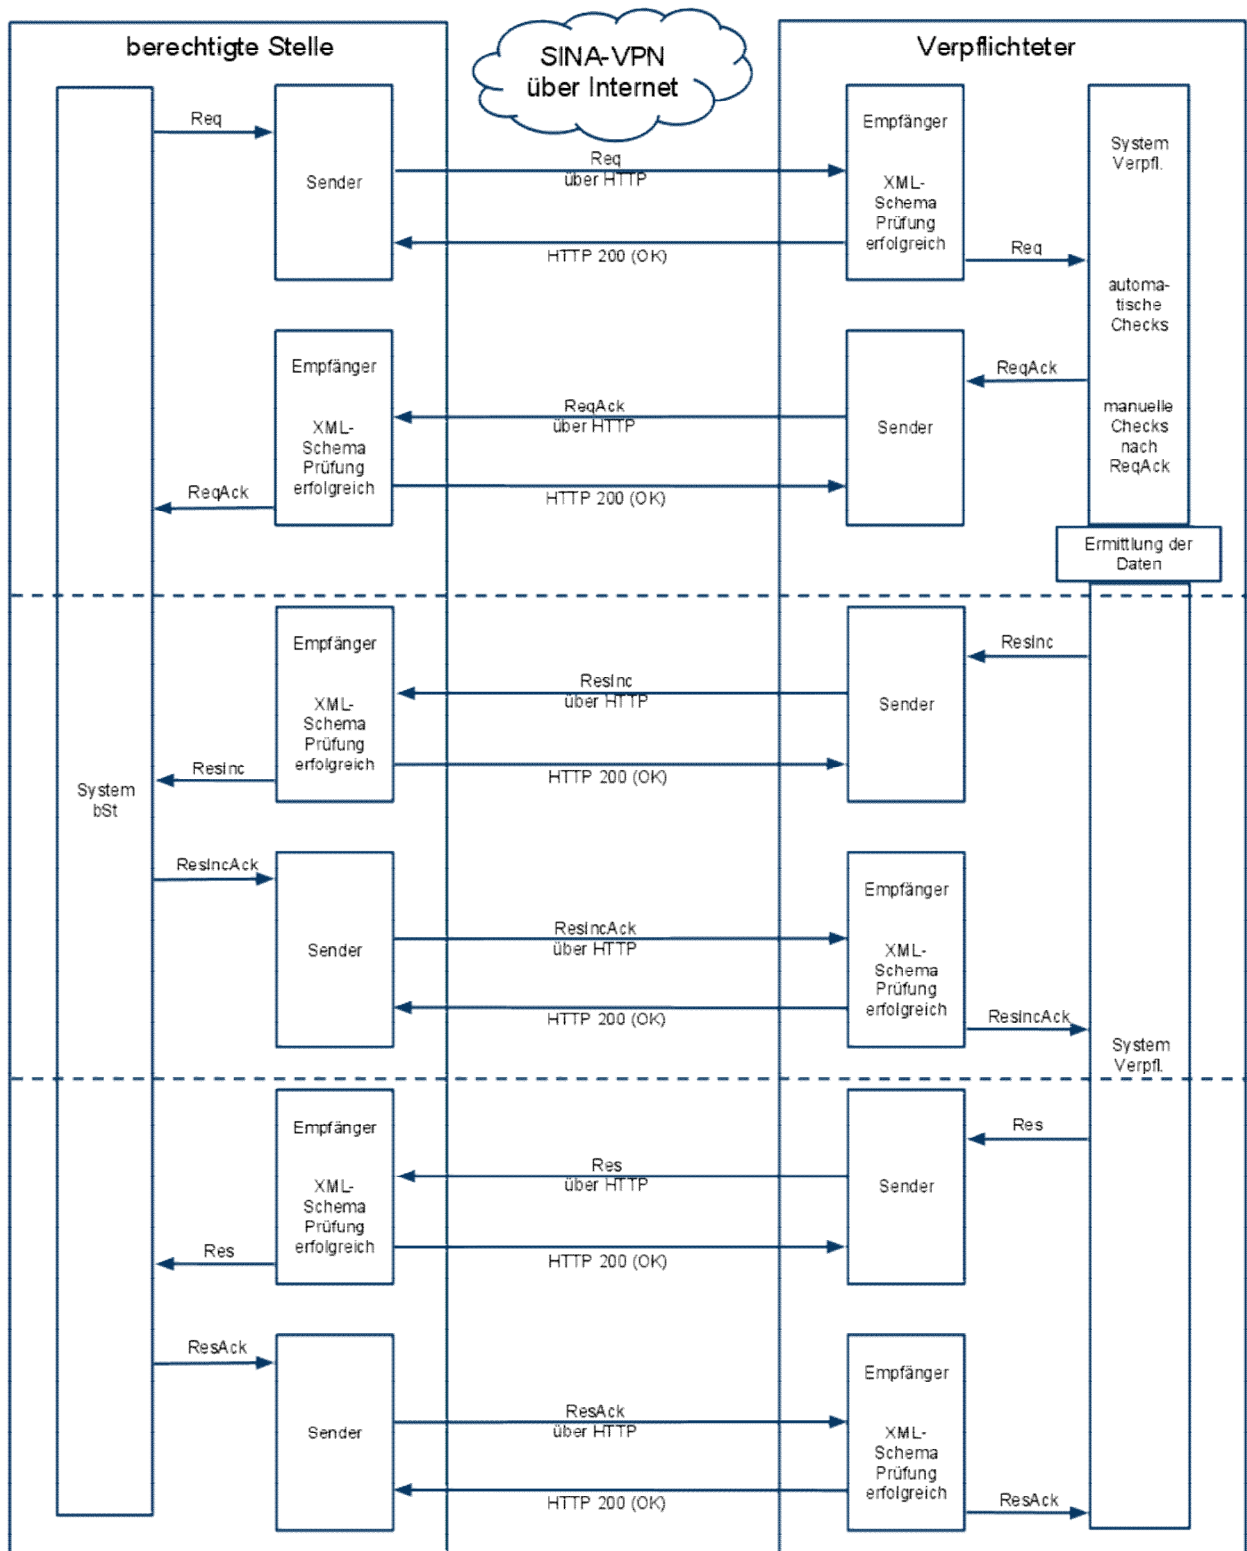 berechtigte Stelle
SINA-VPN
über Internet
Verpflichteter
Req
Sender
Req
über HTTP
HTTP 200 (OK)
Empfänger
XML-
Schema
Prüfung
erfolgreich
Req
System
Verpfl.
automa-
tische
Checks
manuelle
Checks
nach
ReqAck
ReqAck
Sender
ReqAck
über HTTP
HTTP 200 (OK)
Empfänger
XML-
Schema
Prüfung
erfolgreich
ReqAck
Ermittlung der
Daten
ResInc
Sender
ResInc
über HTTP
HTTP 200 (OK)
Empfänger
XML-
Schema
Prüfung
erfolgreich
ResInc
System
bSt
ResIncAck
Sender
ResIncAck
über HTTP
HTTP 200 (OK)
Empfänger
XML-
Schema
Prüfung
erfolgreich
ResIncAck
System
Verpfl.
Res
Sender
Res
über HTTP
HTTP 200 (OK)
Empfänger
XML-
Schema
Prüfung
erfolgreich
Res
ResAck
Sender
ResAck
über HTTP
HTTP 200 (OK)
Empfänger
XML-
Schema
Prüfung
erfolgreich
ResAck